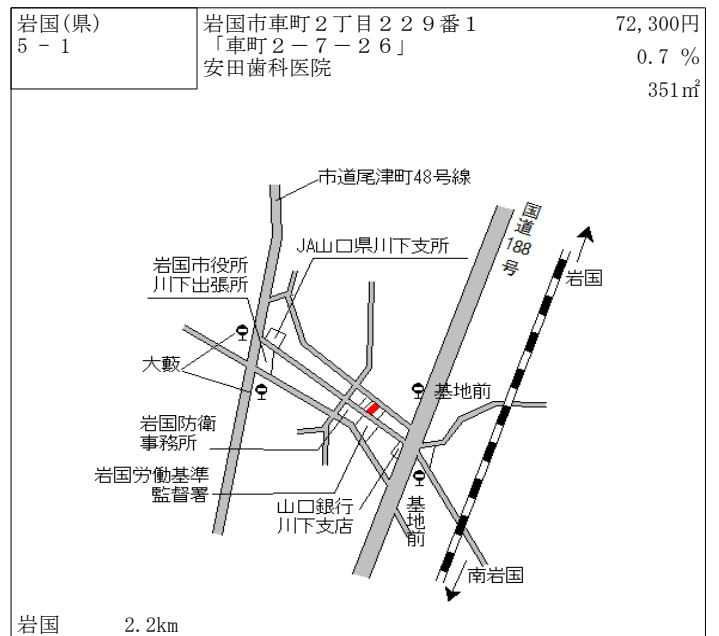 岩国(県)
5 - 1
岩国市車町２丁目２２９番１
「車町２－７－２６」
安田歯科医院
72,300円
0.7 %
351㎡
市道尾津町48号線
国道188号
JA山口県川下支所
岩国市役所
川下出張所
岩国
大藪
基地前
岩国防衛
事務所
岩国労働基準
監督署
山口銀行
川下支店
基地前
南岩国
岩国 2.2km